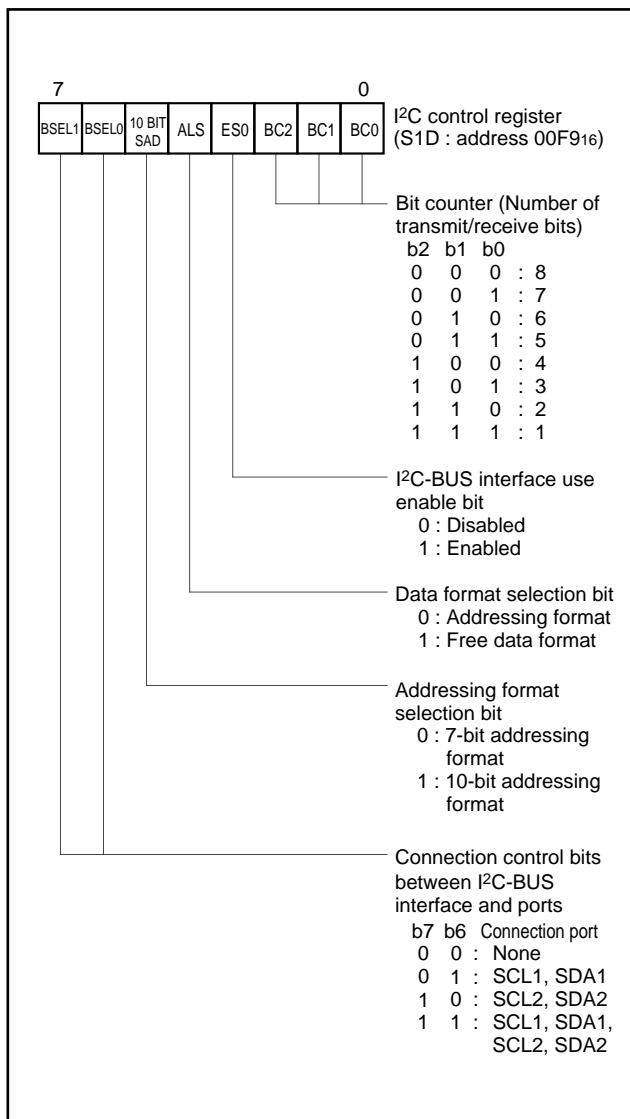 7 0
BSEL1 BSEL0 10 BIT SAD ALS ES0 BC2 BC1 BC0
I2C control register
(S1D : address 00F916)
Bit counter (Number of
transmit/receive bits)
b2 b1 b0
0 0 0 : 8
0 0 1 : 7
0 1 0 : 6
0 1 1 : 5
1 0 0 : 4
1 0 1 : 3
1 1 0 : 2
1 1 1 : 1
I2C-BUS interface use
enable bit
0 : Disabled
1 : Enabled
Data format selection bit
0 : Addressing format
1 : Free data format
Addressing format
selection bit
0 : 7-bit addressing
format
1 : 10-bit addressing
format
Connection control bits
between I2C-BUS
interface and ports
b7 b6 Connection port
0 0 : None
0 1 : SCL1, SDA1
1 0 : SCL2, SDA2
1 1 : SCL1, SDA1,
SCL2, SDA2